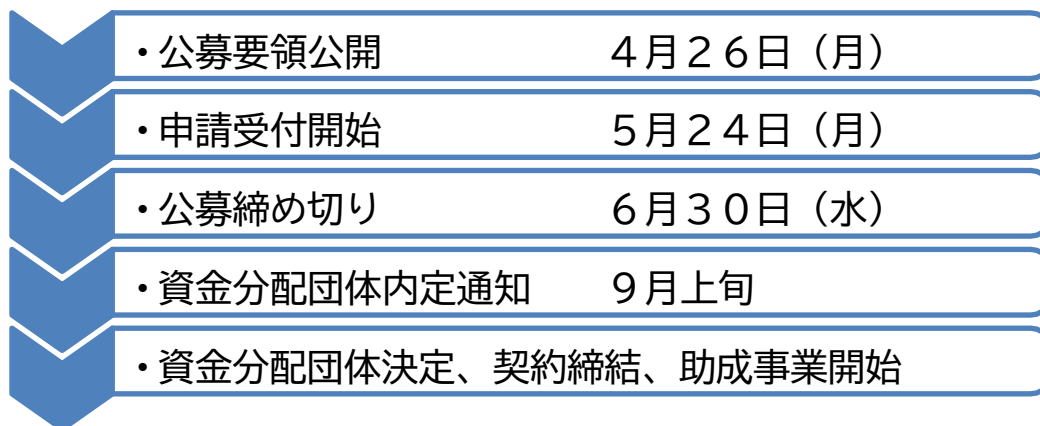 ・公募要領公開　　　　　　４月２６日（月）
・申請受付開始　　　　　　５月２４日（月）
・公募締め切り　　　　　　６月３０日（水）
・資金分配団体内定通知　　９月上旬
・資金分配団体決定、契約締結、助成事業開始